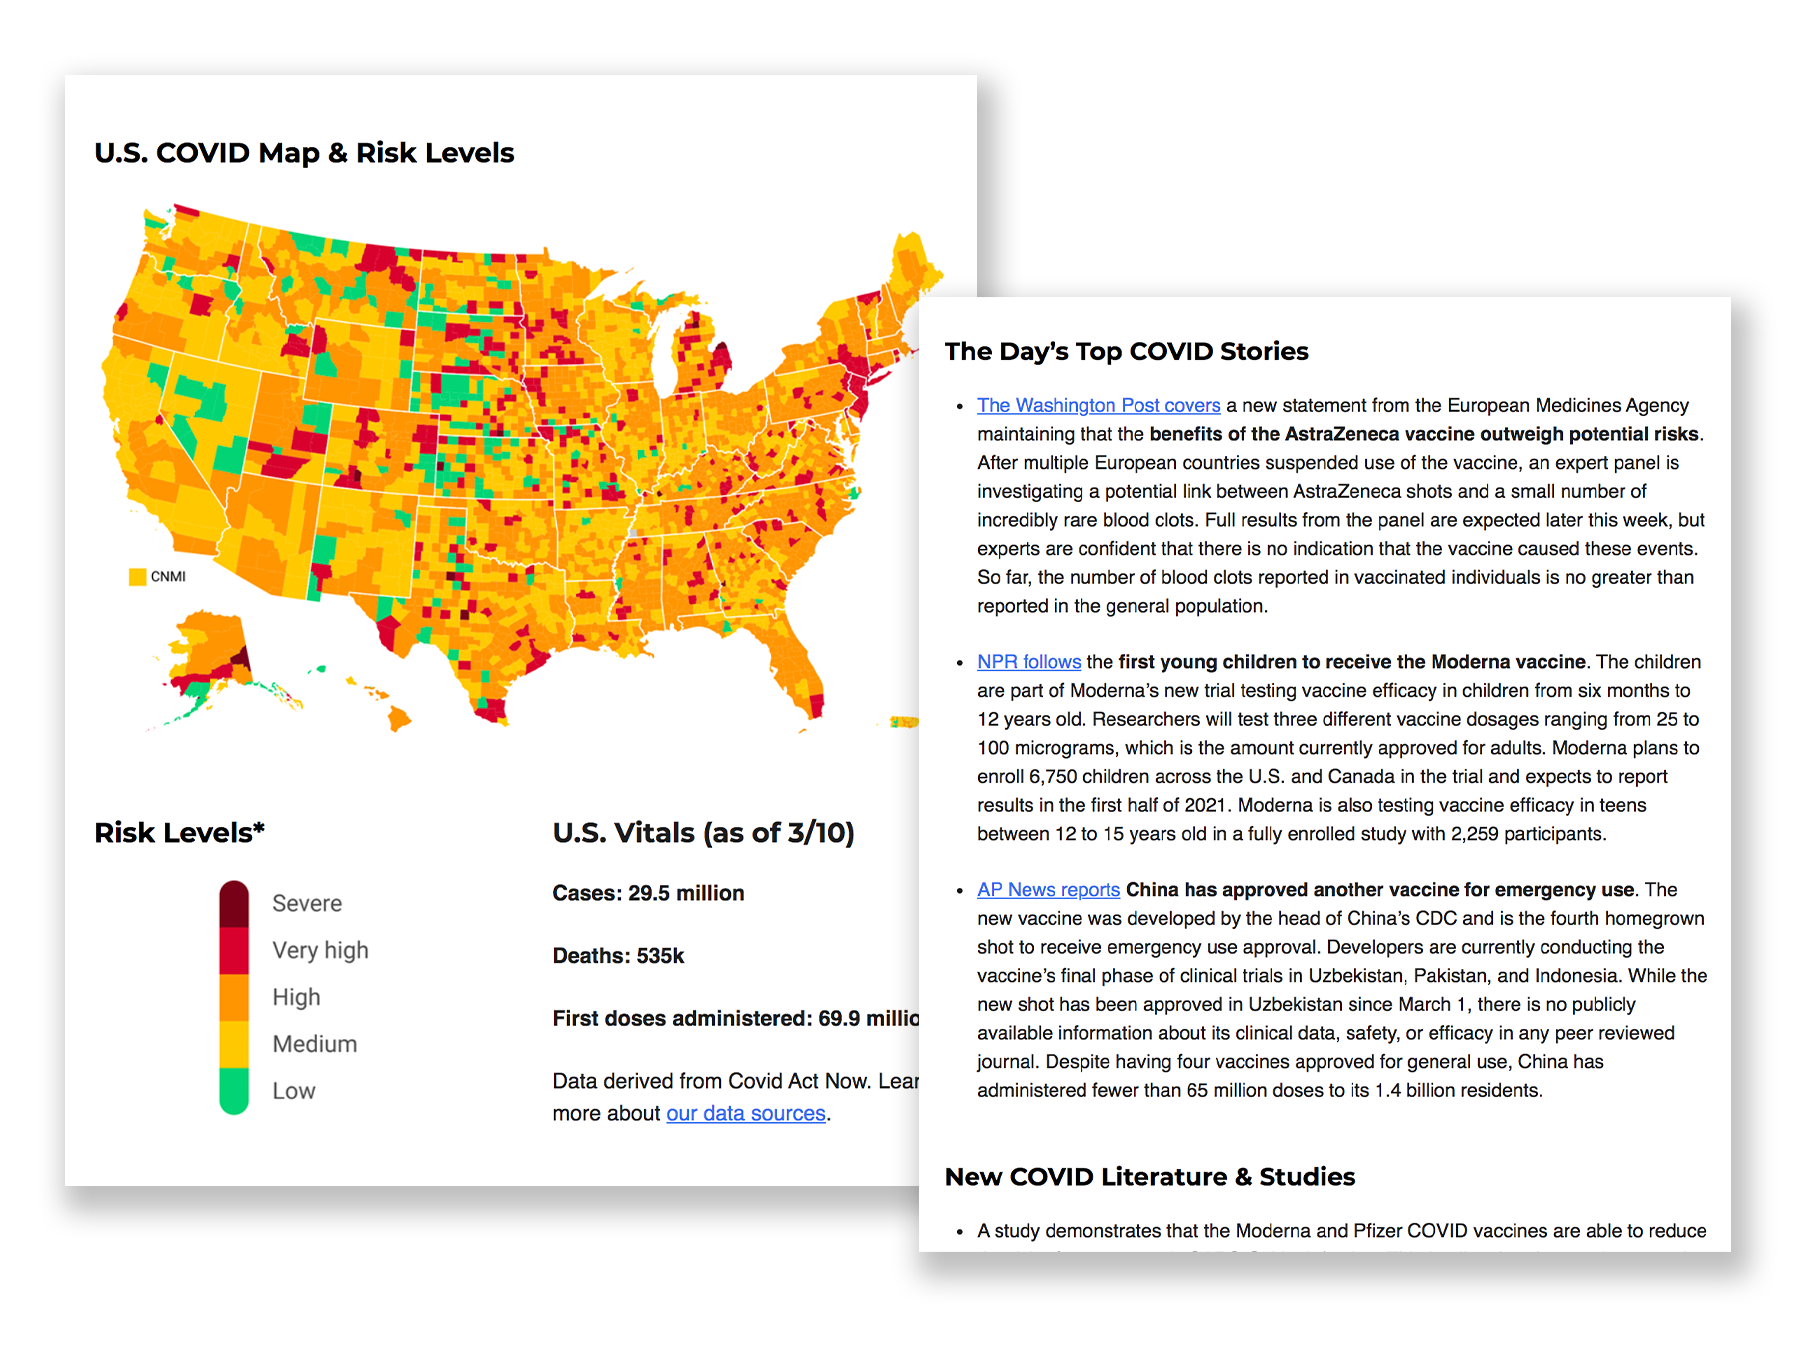 U.S. COVID Map & Risk Levels
CNMI
Risk Levels*
Severe
Very high
High
Medium
Low
U.S. Vitals (as of 3/10)
Cases: 29.5 million
Deaths: 535k
First doses administered: 69.9
Data derived from Covid Act Now.
more about our data sources.
The Day's Top COVID Stories
• The Washington Post covers a new statement from the European Medicines Agency
maintaining that the benefits of the AstraZeneca vaccine outweigh potential risks.
After multiple European countries suspended use of the vaccine, an expert panel is
investigating a potential link between AstraZeneca shots and a small number of
incredibly rare blood clots. Full results from the panel are expected later this week, but
experts are confident that there is no indication that the vaccine caused these events.
So far, the number of blood clots reported in vaccinated individuals is no greater than
reported in the general population.
• NPR follows the first young children to receive the Moderna vaccine. The children
are part of Moderna's new trial testing vaccine efficacy in children from six months to
12 years old. Researchers will test three different vaccine dosages ranging from 25 to
100 micrograms, which is the amount currently approved for adults. Moderna plans to
enroll 6,750 children across the U.S. and Canada in the trial and expects to report
results in the first half of 2021. Moderna is also testing vaccine efficacy in teens
between 12 to 15 years old in a fully enrolled study with 2,259 participants.
• AP News reports China has approved another vaccine for emergency use. The
new vaccine was developed by the head of China's CDC and is the fourth homegrown
shot to receive emergency use approval. Developers are currently conducting the
vaccine's final phase of clinical trials in Uzbekistan, Pakistan, and Indonesia. While the
new shot has been approved in Uzbekistan since March 1, there is no publicly
available information about its clinical data, safety, or efficacy in any peer reviewed
journal. Despite having four vaccines approved for general use, China has
administered fewer than 65 million doses to its 1.4 billion residents.
New COVID Literature & Studies
• A study demonstrates that the Moderna and Pfizer COVID vaccines are able to reduce